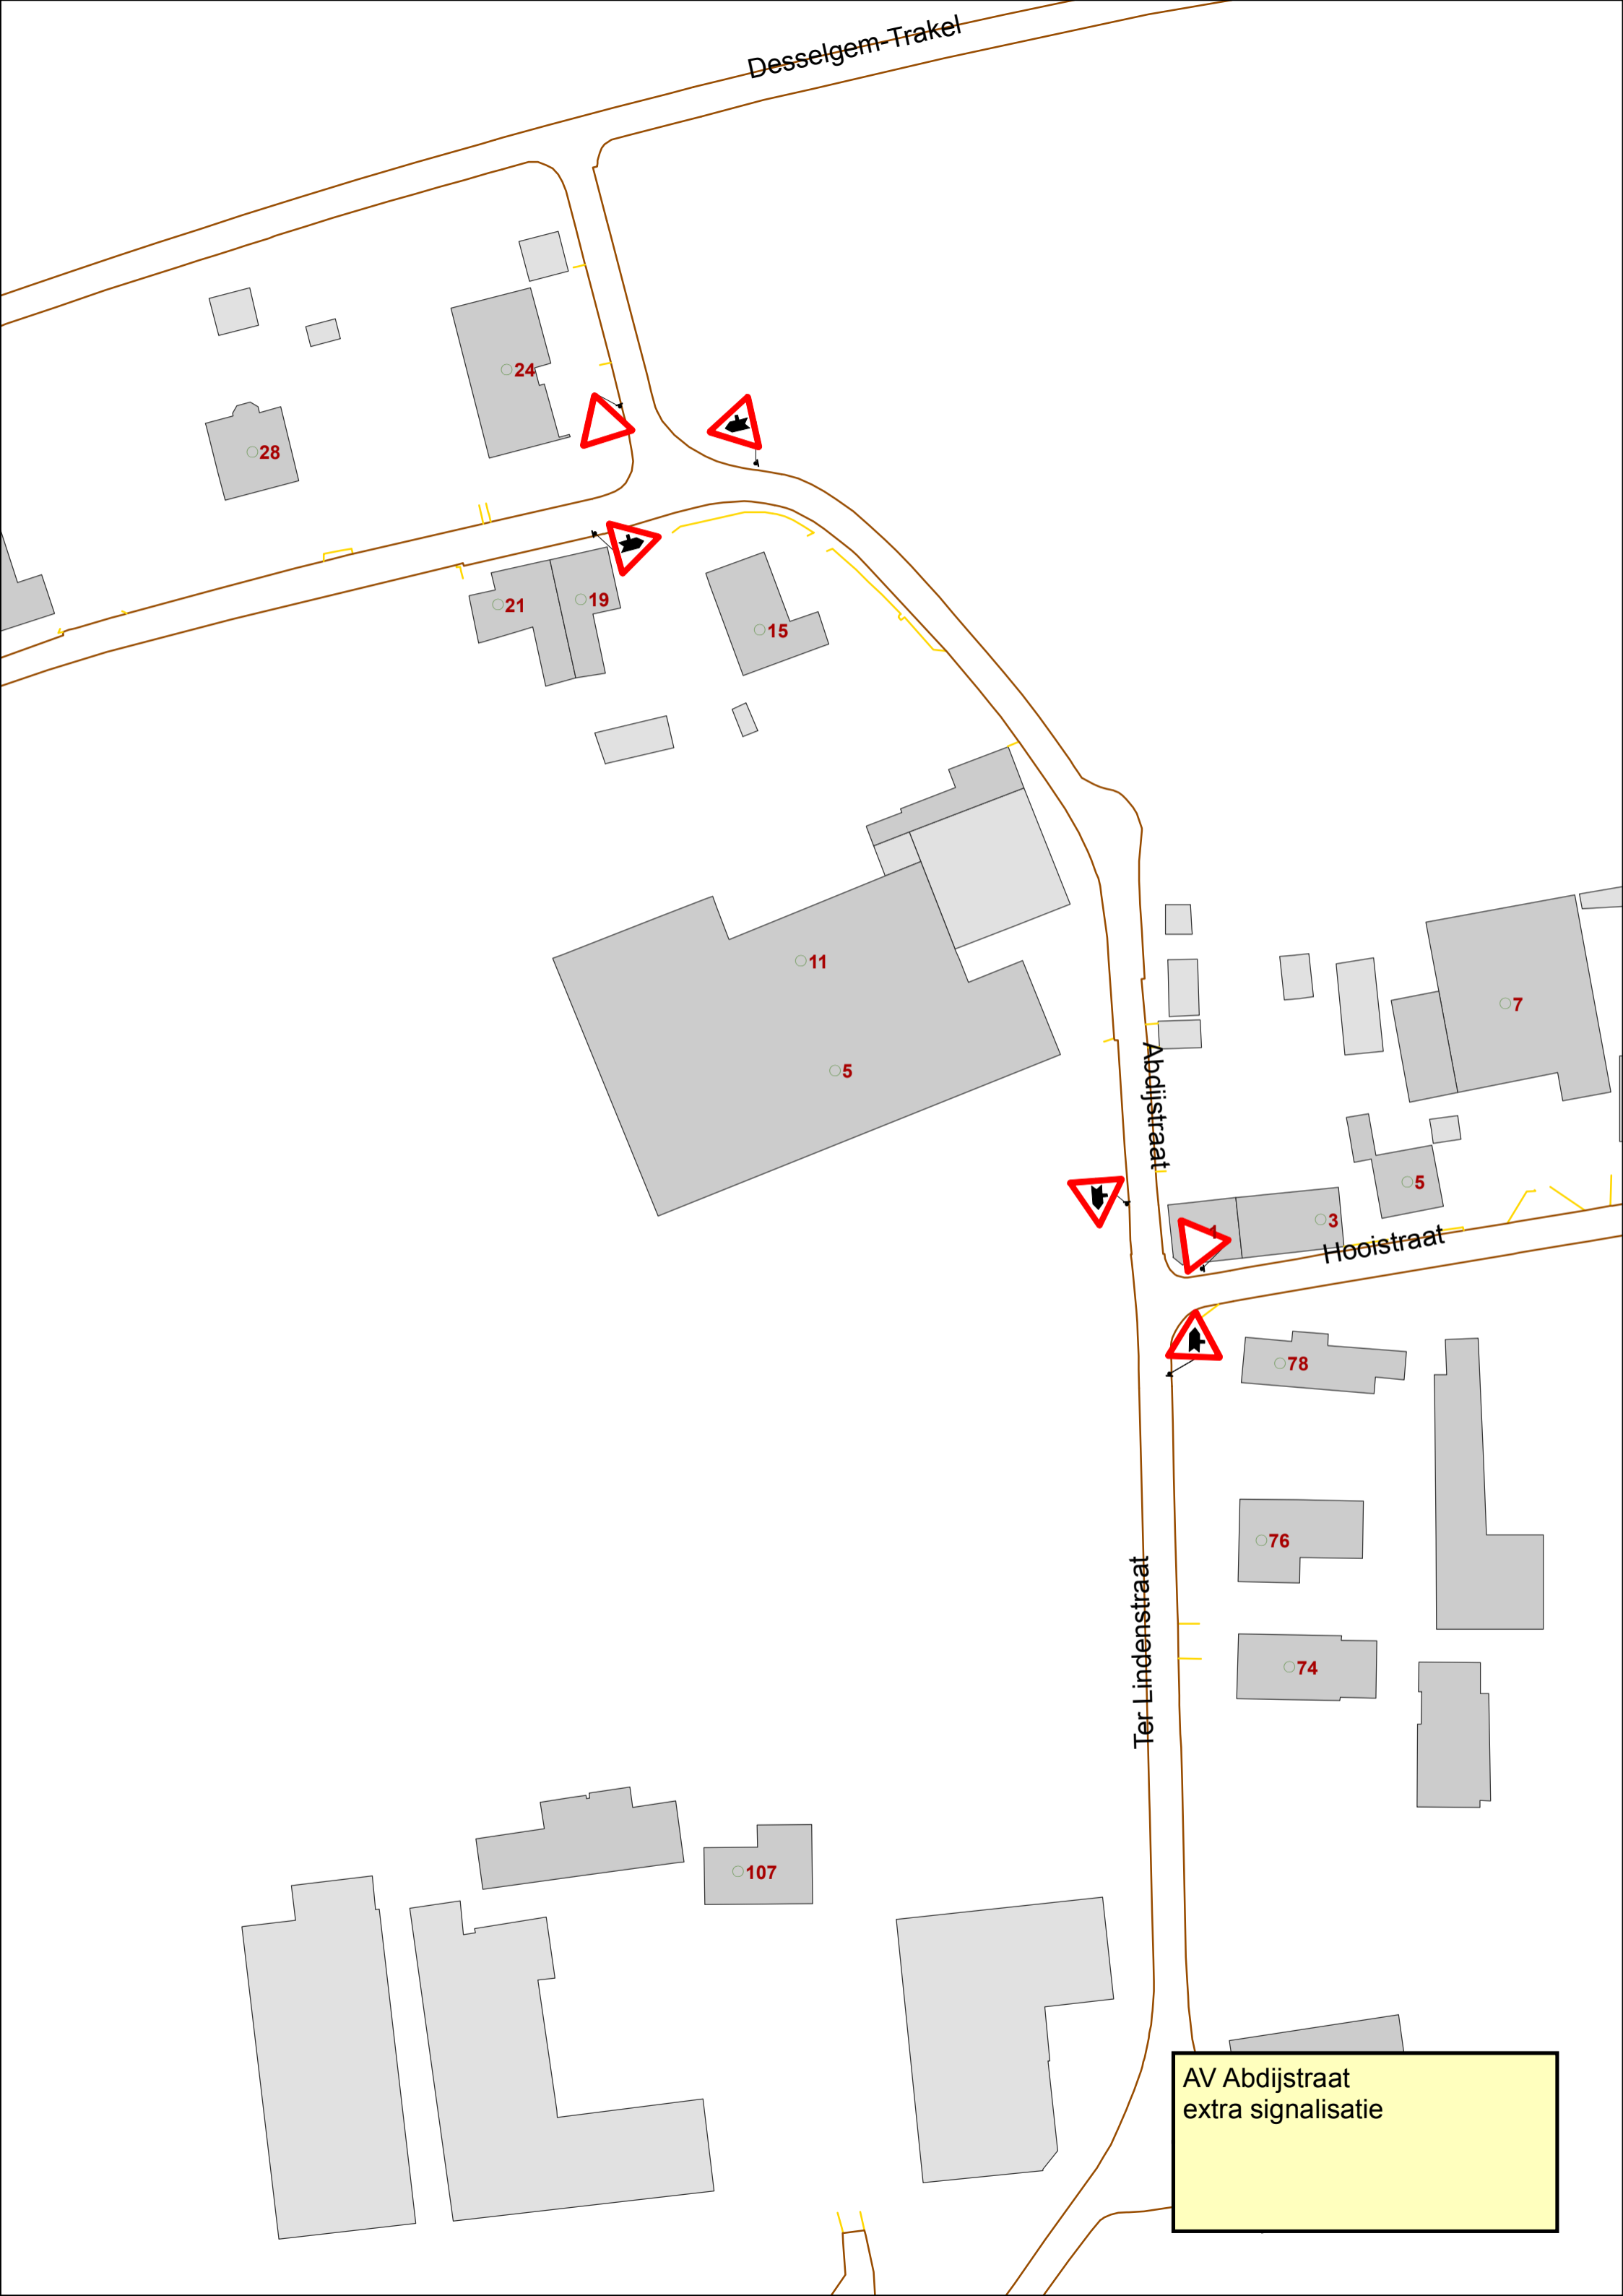 Desselgem-Trakel
24
28
21
19
15
11
7
5
Abdijstraat
5
1
3
Hooistraat
78
76
Ter Lindenstraat
74
107
AV Abdijstraat
extra signalisatie